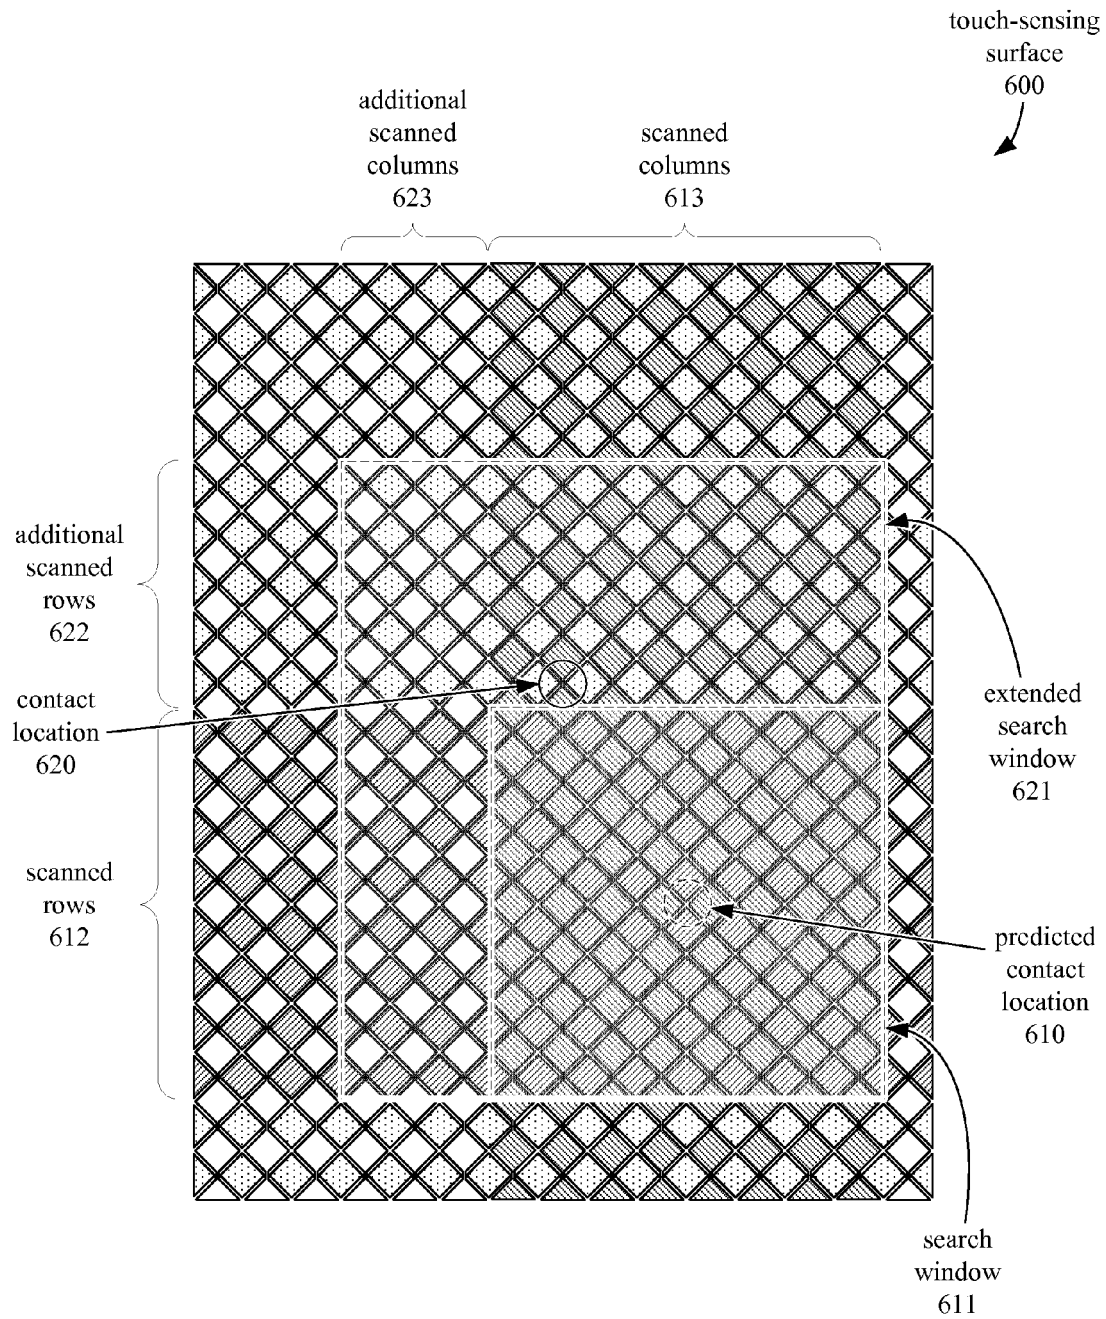 touch-sensing
surface
600
additional
scanned
columns
623
scanned
columns
613
additional
scanned
rows
622
contact
location
620
scanned
rows
612
extended
search
window
621
predicted
contact
location
610
search
window
611